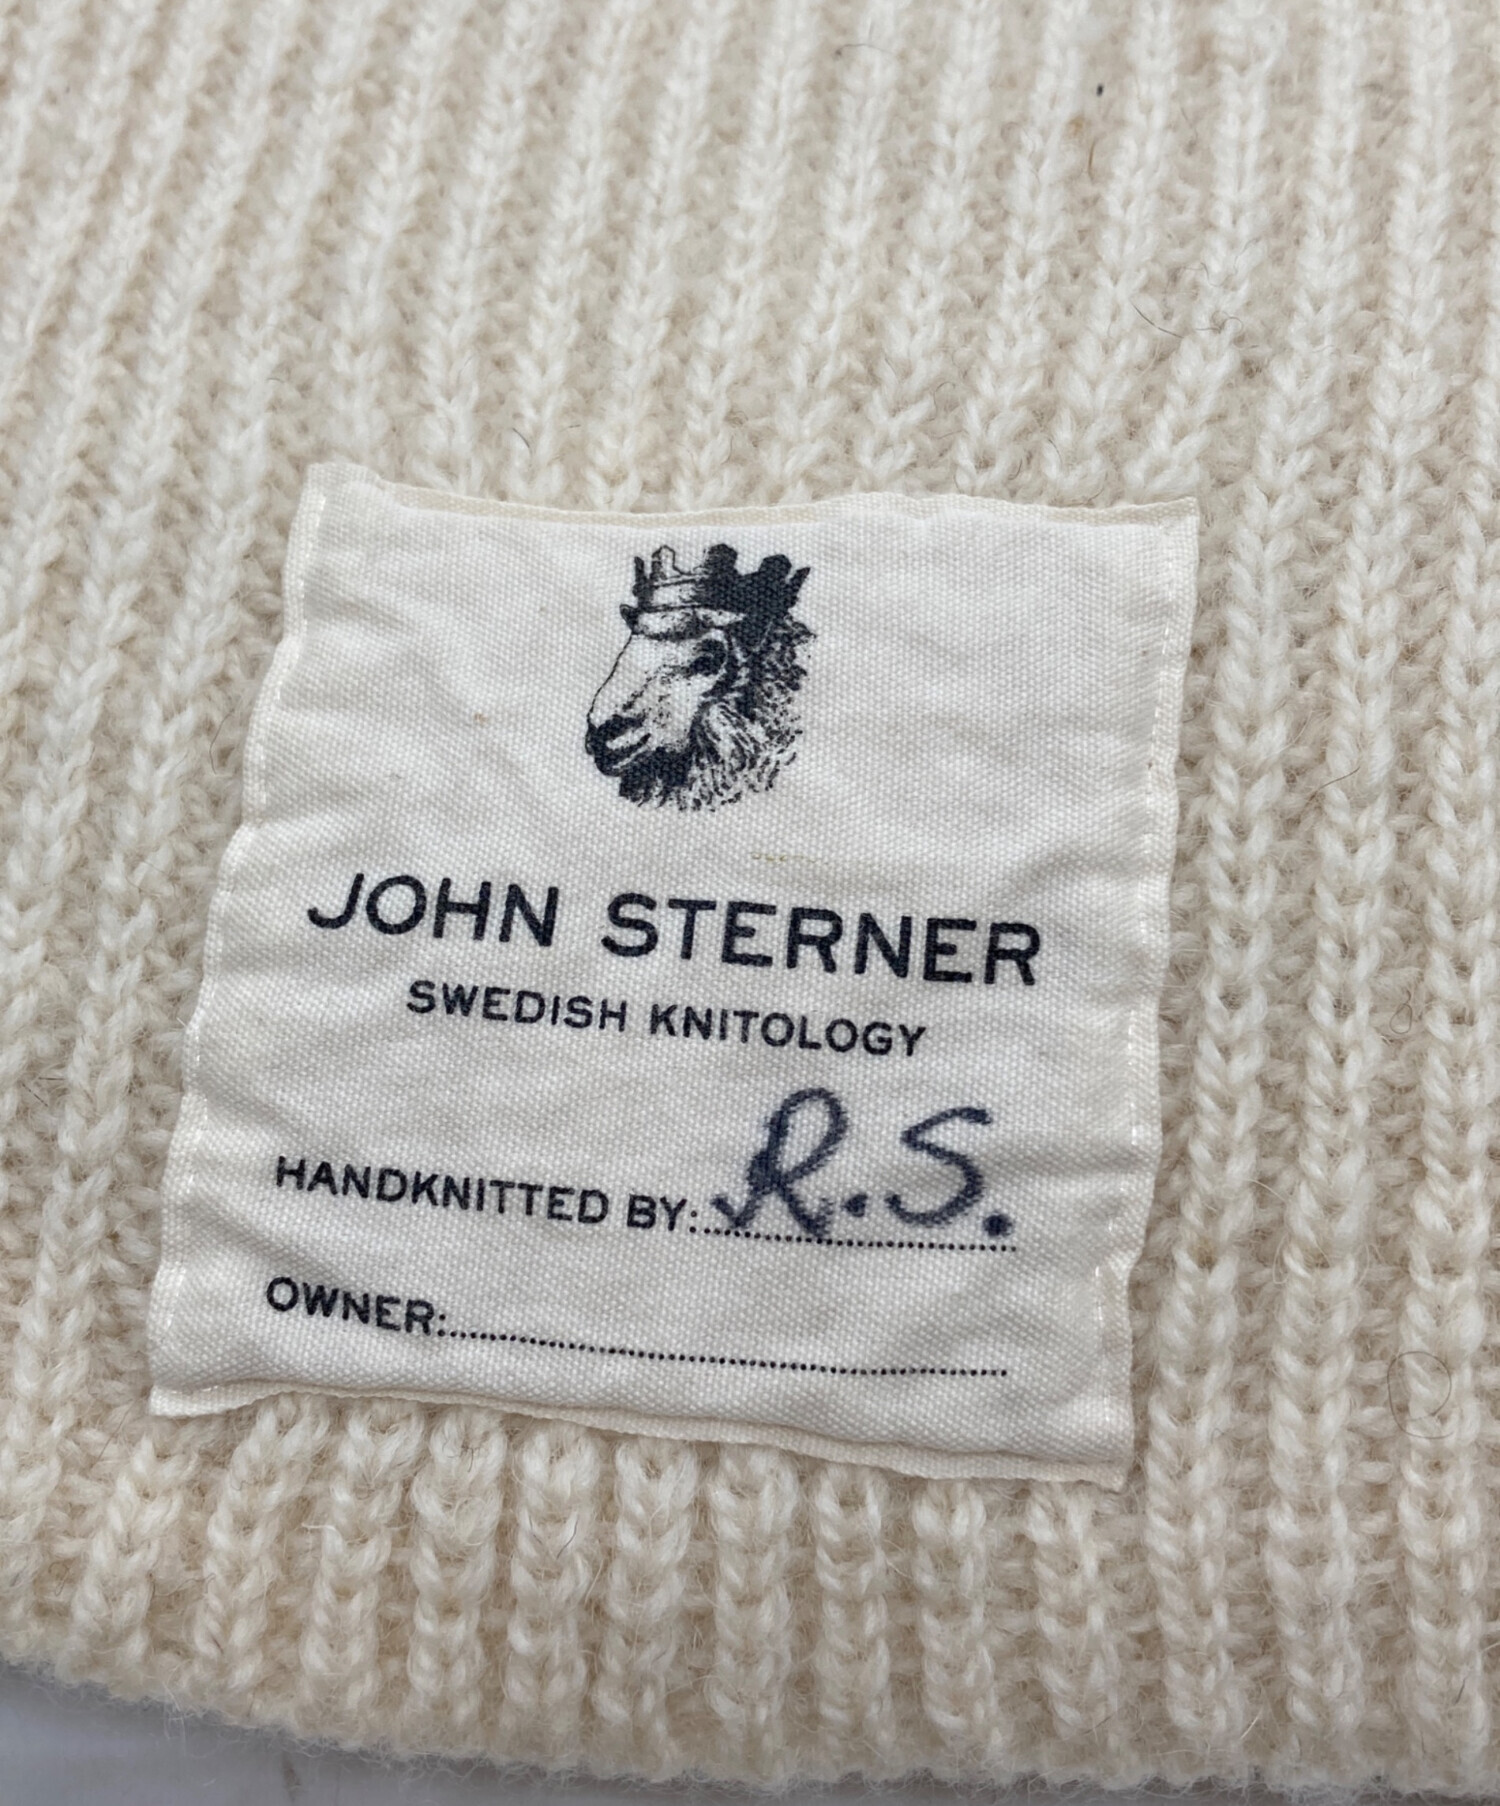 JOHN STERNER
SWEDISH KNITOLOGY
HANDKNITTED BY: R.S.
OWNER: